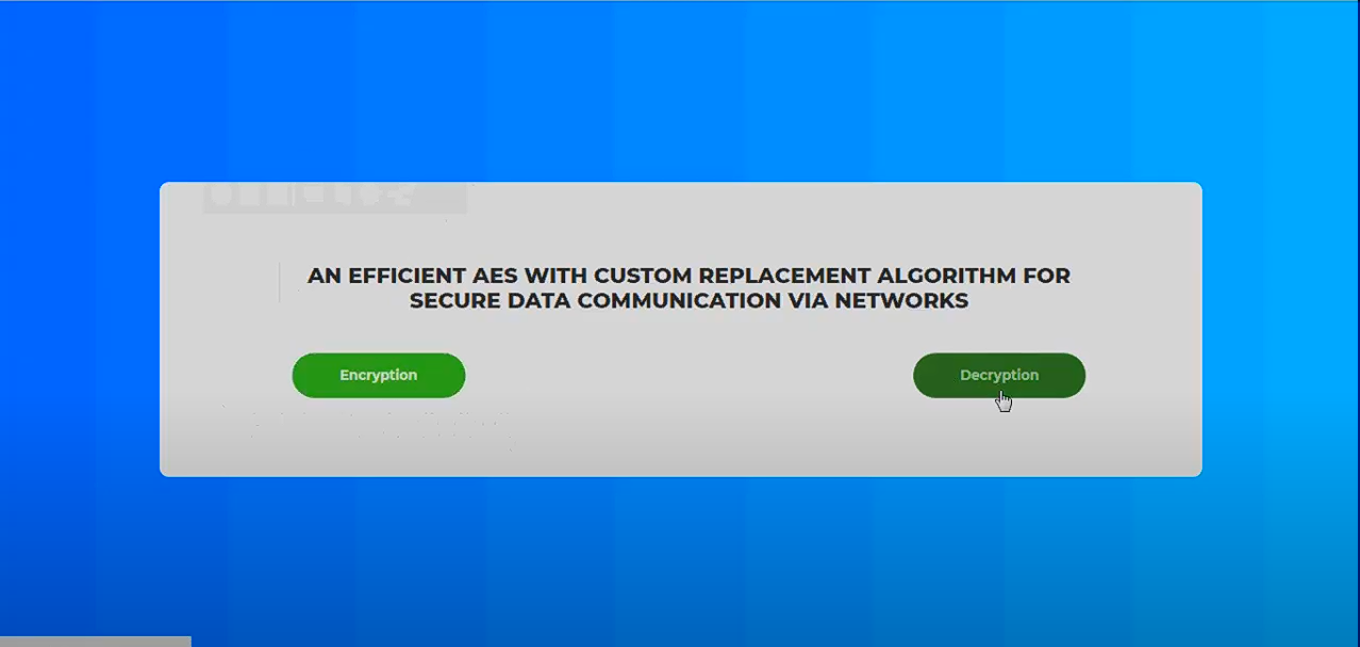 AN EFFICIENT AES WITH CUSTOM REPLACEMENT ALGORITHM FOR
SECURE DATA COMMUNICATION VIA NETWORKS
Encryption
Decryption